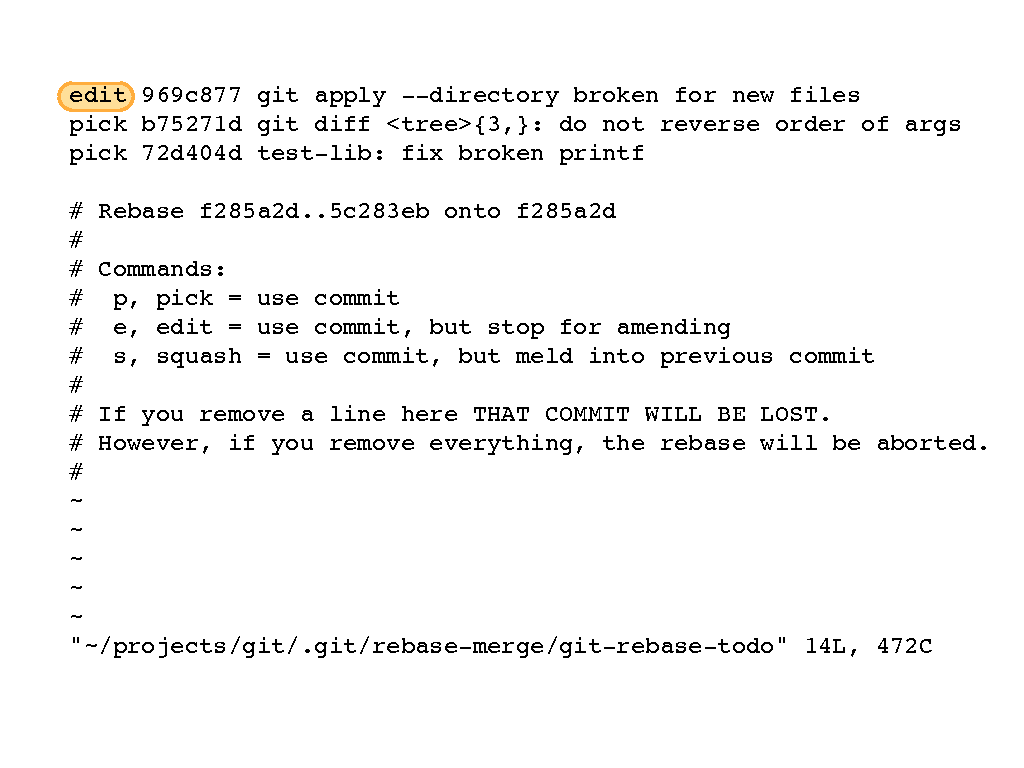 edit 969c877 git apply --directory broken for new files
pick b75271d git diff <tree>{3,}: do not reverse order of args
pick 72d404d test-lib: fix broken printf

# Rebase f285a2d..5c283eb onto f285a2d
#
# Commands:
#  p, pick = use commit
#  e, edit = use commit, but stop for amending
#  s, squash = use commit, but meld into previous commit
#
# If you remove a line here THAT COMMIT WILL BE LOST.
# However, if you remove everything, the rebase will be aborted.
#
~
~
~
~
~
"~/projects/git/.git/rebase-merge/git-rebase-todo" 14L, 472C